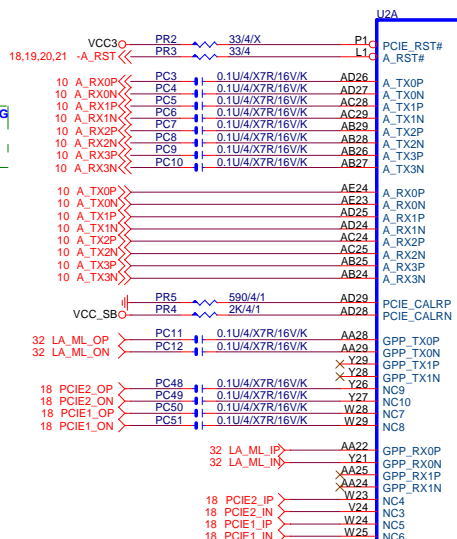 U2A
VCC3 PR2 33/4/X P1 PCIE_RST#
18,19,20,21 -A_RST PR3 33/4 L1 A_RST#
10 A_RX0P PC3 0.1U/4/X7R/16V/K AD26 A_TX0P
10 A_RX0N PC4 0.1U/4/X7R/16V/K AD27 A_TX0N
10 A_RX1P PC5 0.1U/4/X7R/16V/K AC28 A_TX1P
10 A_RX1N PC6 0.1U/4/X7R/16V/K AC29 A_TX1N
10 A_RX2P PC7 0.1U/4/X7R/16V/K AB29 A_TX2P
10 A_RX2N PC8 0.1U/4/X7R/16V/K AB28 A_TX2N
10 A_RX3P PC9 0.1U/4/X7R/16V/K AB26 A_TX3P
10 A_RX3N PC10 0.1U/4/X7R/16V/K AB27 A_TX3N
G
10 A_TX0P AE24 A_RX0P
10 A_TX0N AE23 A_RX0N
10 A_TX1P AD25 A_RX1P
10 A_TX1N AD24 A_RX1N
10 A_TX2P AC24 A_RX2P
10 A_TX2N AC25 A_RX2N
10 A_TX3P AB25 A_RX3P
10 A_TX3N AB24 A_RX3N
PR5 590/4/1 AD29 PCIE_CALRP
VCC_SB PR4 2K/4/1 AD28 PCIE_CALRN
32 LA_ML_OP PC11 0.1U/4/X7R/16V/K AA28 GPP_TX0P
32 LA_ML_ON PC12 0.1U/4/X7R/16V/K AA29 GPP_TX0N
Y29 GPP_TX1P
Y28 GPP_TX1N
18 PCIE2_OP PC48 0.1U/4/X7R/16V/K Y26 NC9
18 PCIE2_ON PC49 0.1U/4/X7R/16V/K Y27 NC10
18 PCIE1_OP PC50 0.1U/4/X7R/16V/K W28 NC7
18 PCIE1_ON PC51 0.1U/4/X7R/16V/K W29 NC8
32 LA_ML_IP AA22 GPP_RX0P
32 LA_ML_IN Y21 GPP_RX0N
AA25 GPP_RX1P
AA24 GPP_RX1N
18 PCIE2_IP W23 NC4
18 PCIE2_IN V24 NC3
18 PCIE1_IP W24 NC5
18 PCIE1_IN W25 NC6